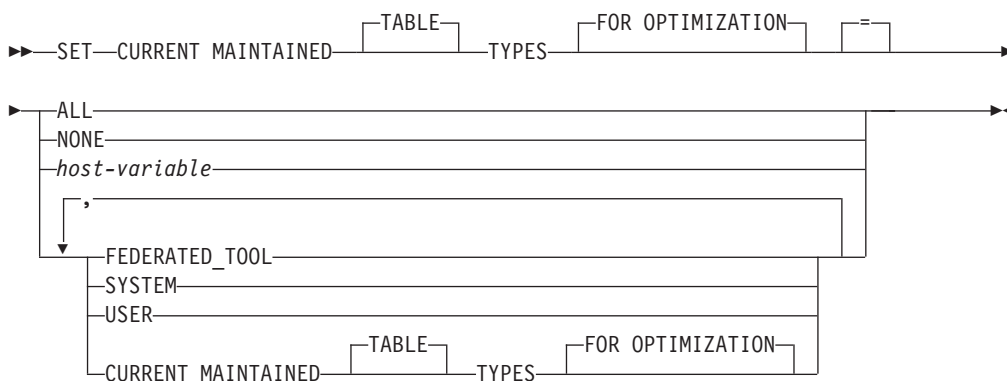 TABLE FOR OPTIMIZATION =
SET CURRENT MAINTAINED TYPES
ALL
NONE
host-variable
,
FEDERATED_TOOL
SYSTEM
USER
TABLE FOR OPTIMIZATION
CURRENT MAINTAINED TYPES